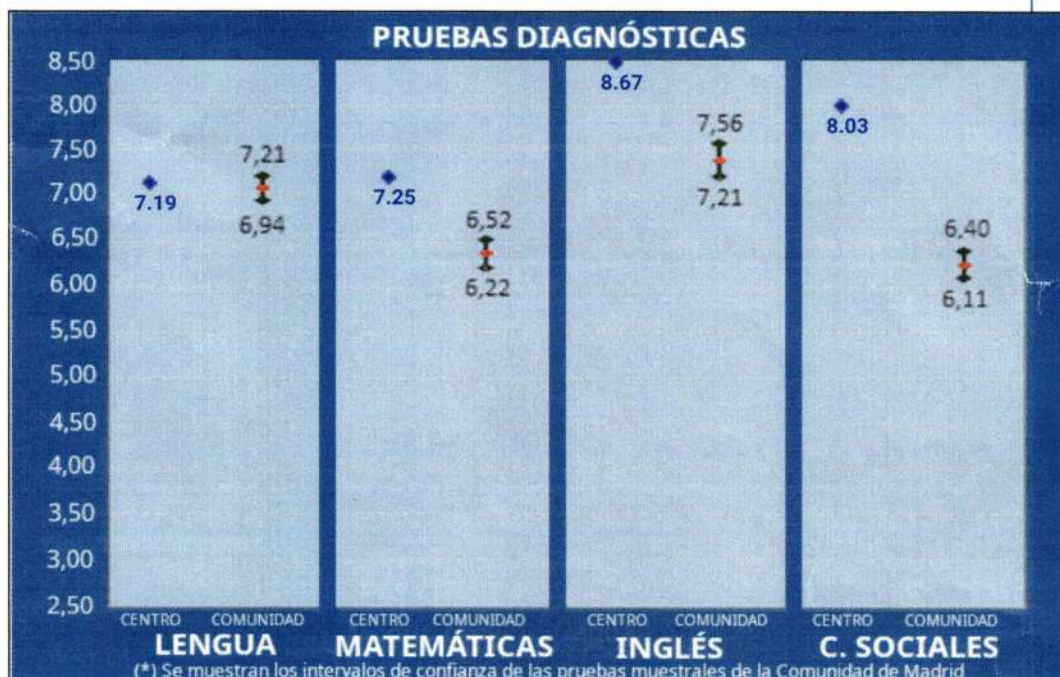 PRUEBAS DIAGNÓSTICAS
8,50
8,00
7,50
7,00
6,50
6,00
5,50
5,00
4,50
4,00
3,50
3,00
2,50
7.19
7,21
6,94
CENTRO COMUNIDAD
LENGUA
7.25
6,52
6,22
CENTRO COMUNIDAD
MATEMÁTICAS
8.67
7,56
7,21
CENTRO COMUNIDAD
INGLÉS
8.03
6,40
6,11
CENTRO COMUNIDAD
C. SOCIALES
(*) Se muestran los intervalos de confianza de las pruebas muestrales de la Comunidad de Madrid